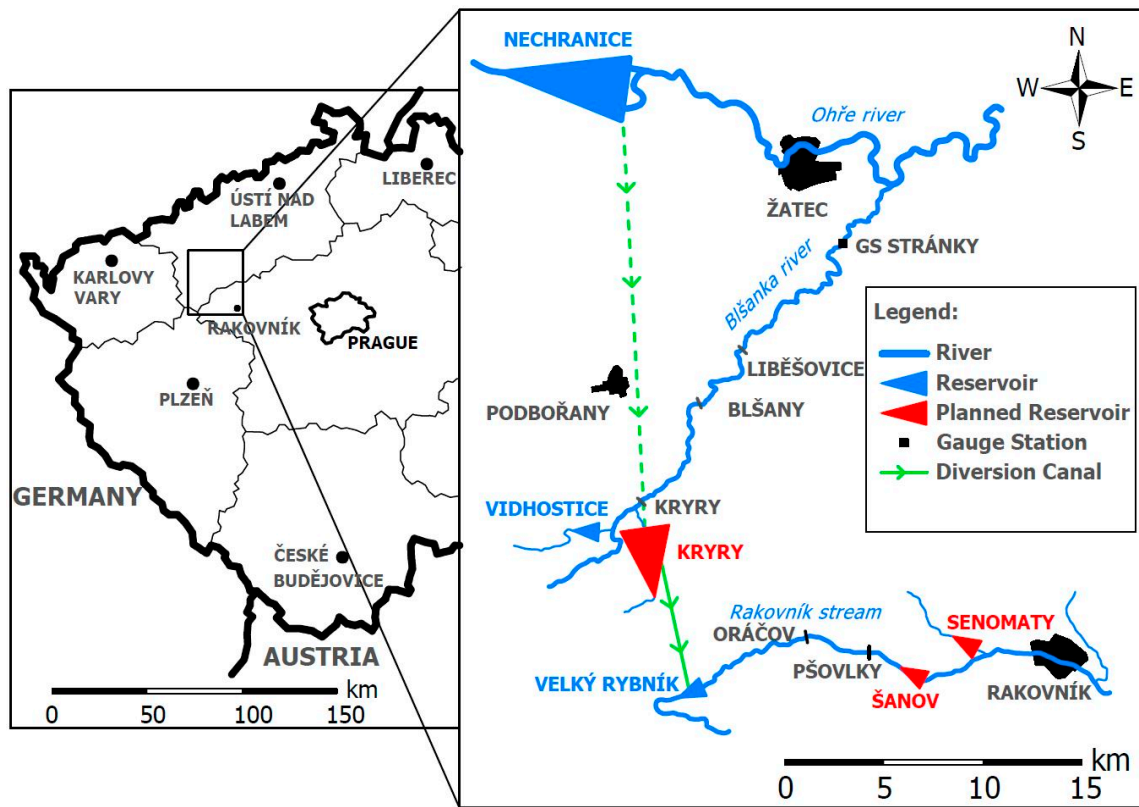 LIBEREC
ÚSTÍ NAD
LABEM
KARLOVY
VARY
RAKOVNÍK
PRAGUE
PLZEŇ
GERMANY
ČESKÉ
BUDĚJOVICE
AUSTRIA
km
0 50 100 150
NECHRANICE
N
W E
S
Ohře river
ŽATEC
GS STRÁNKY
Blšanka river
LIBĚŠOVICE
BLŠANY
PODBOŘANY
Legend:
River
Reservoir
Planned Reservoir
Gauge Station
Diversion Canal
KRYRY
VIDHOSTICE
KRYRY
Rakovník stream
ORÁČOV
PŠOVLKY
SENOMATY
VELKÝ RYBNÍK
ŠANOV
RAKOVNÍK
km
0 5 10 15